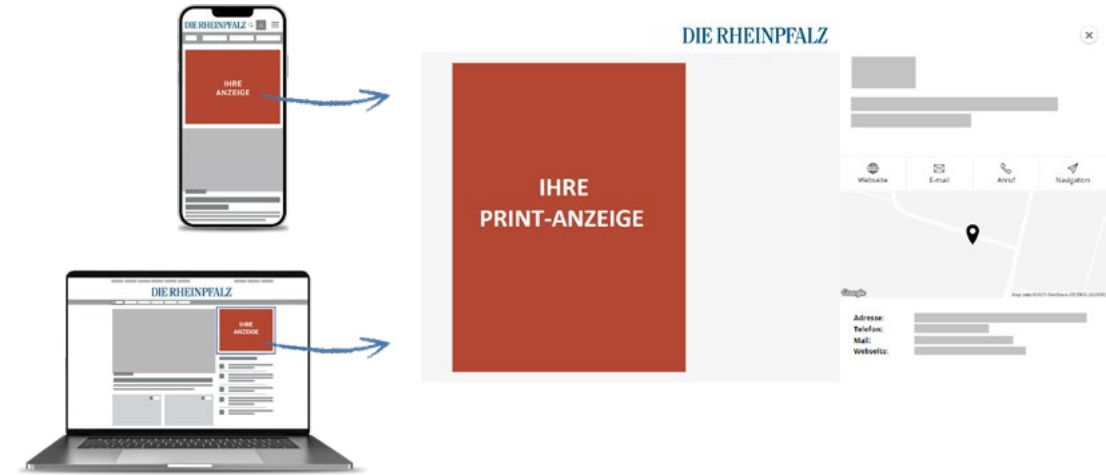 DIE RHEINPFALZ
IHRE
ANZEIGE
DIE RHEINPFALZ
IHRE
PRINT-ANZEIGE
Webseite
E-mail
Anruf
Navigation
Google
Adresse:
Telefon:
Mail:
Webseite:
DIE RHEINPFALZ
IHRE
ANZEIGE